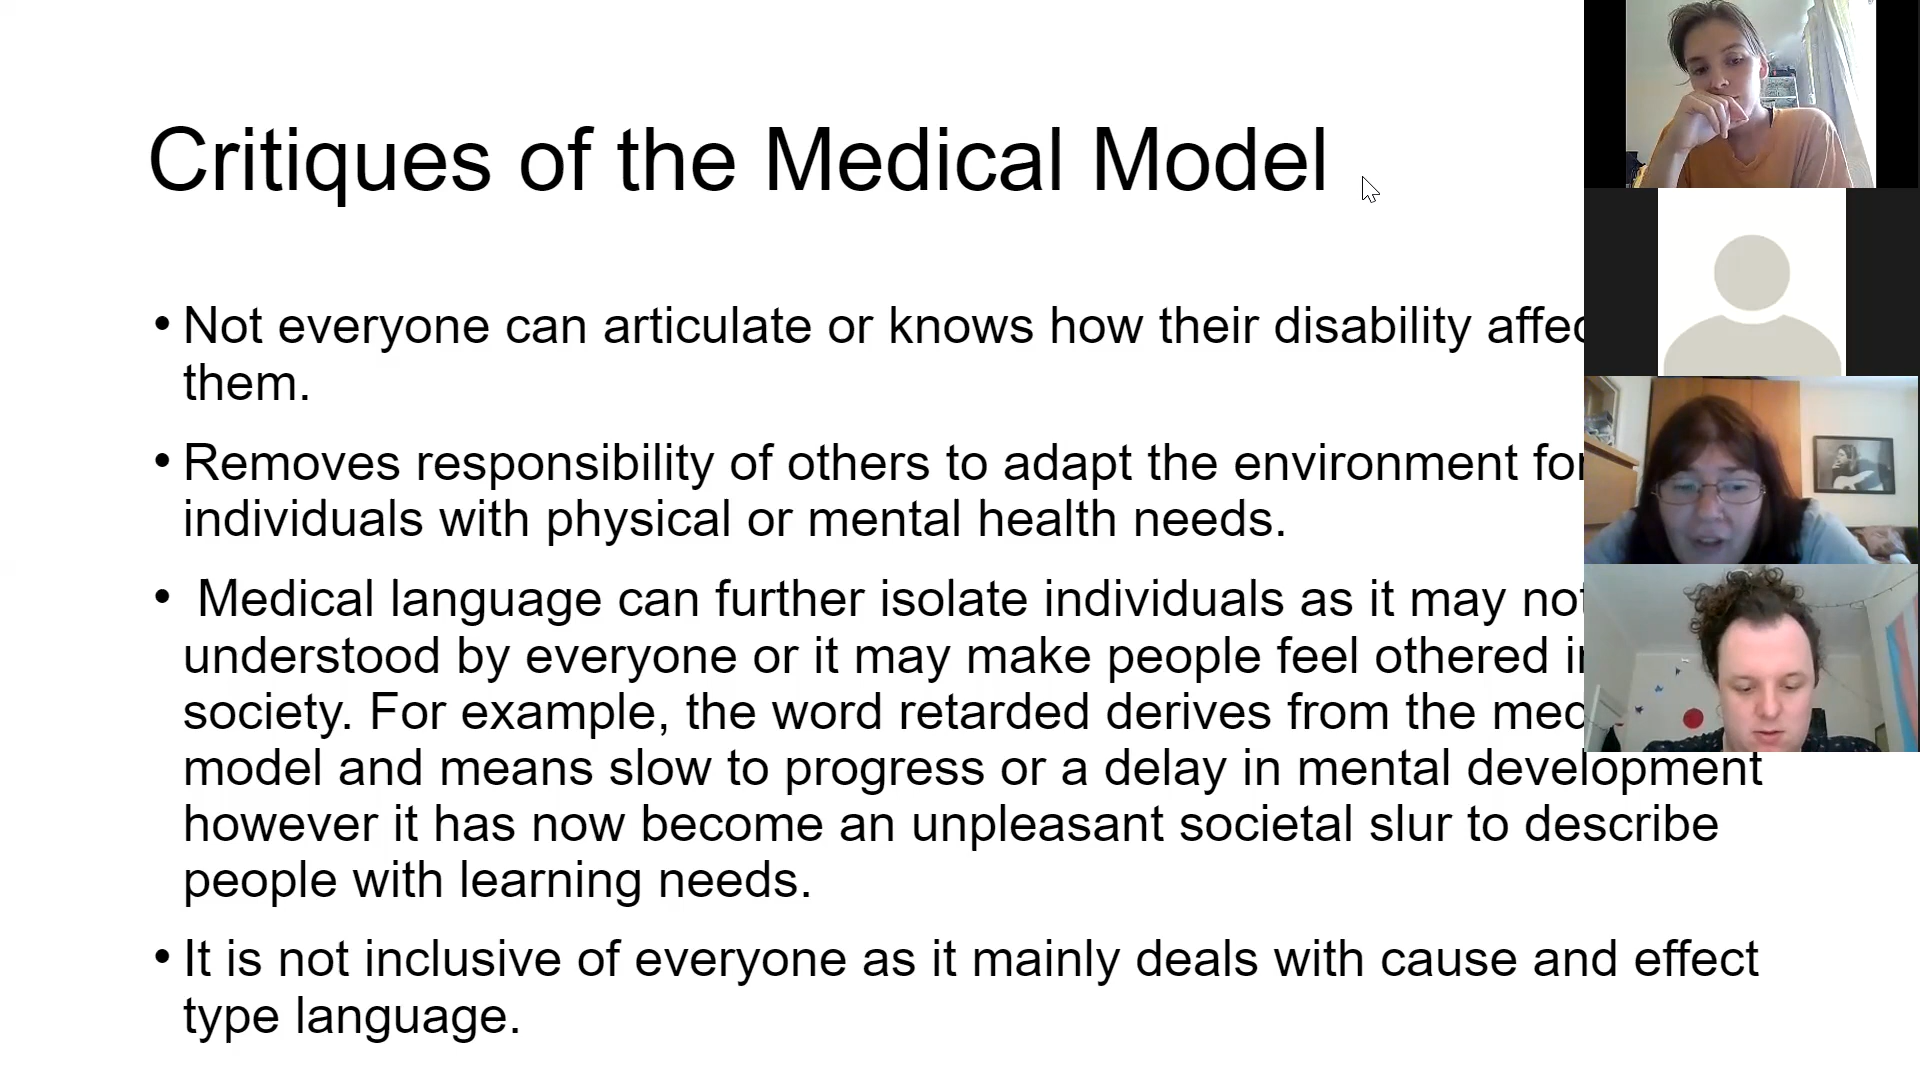 Critiques of the Medical Model
• Not everyone can articulate or knows how their disability
them.
• Removes responsibility of others to adapt the environment for
individuals with physical or mental health needs.
• Medical language can further isolate individuals as it may not
understood by everyone or it may make people feel othered
society. For example, the word retarded derives from the
model and means slow to progress or a delay in mental development
however it has now become an unpleasant societal slur to describe
people with learning needs.
• It is not inclusive of everyone as it mainly deals with cause and effect
type language.